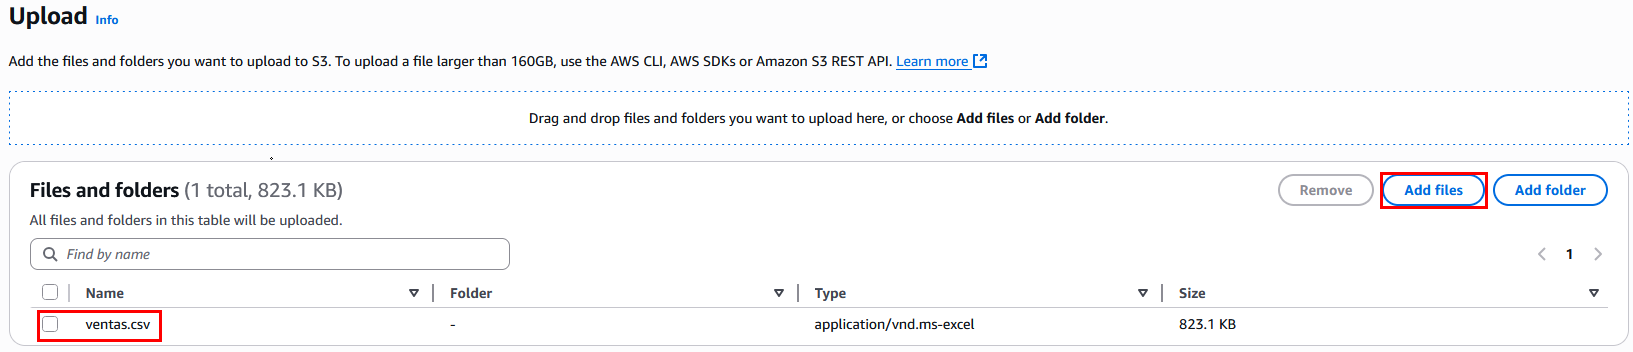 Upload Info
Add the files and folders you want to upload to S3. To upload a file larger than 160GB, use the AWS CLI, AWS SDKs or Amazon S3 REST API. Learn more
Drag and drop files and folders you want to upload here, or choose Add files or Add folder.
Files and folders (1 total, 823.1 KB)
Remove Add files Add folder
All files and folders in this table will be uploaded.
Find by name
1
Name Folder Type Size
ventas.csv - application/vnd.ms-excel 823.1 KB